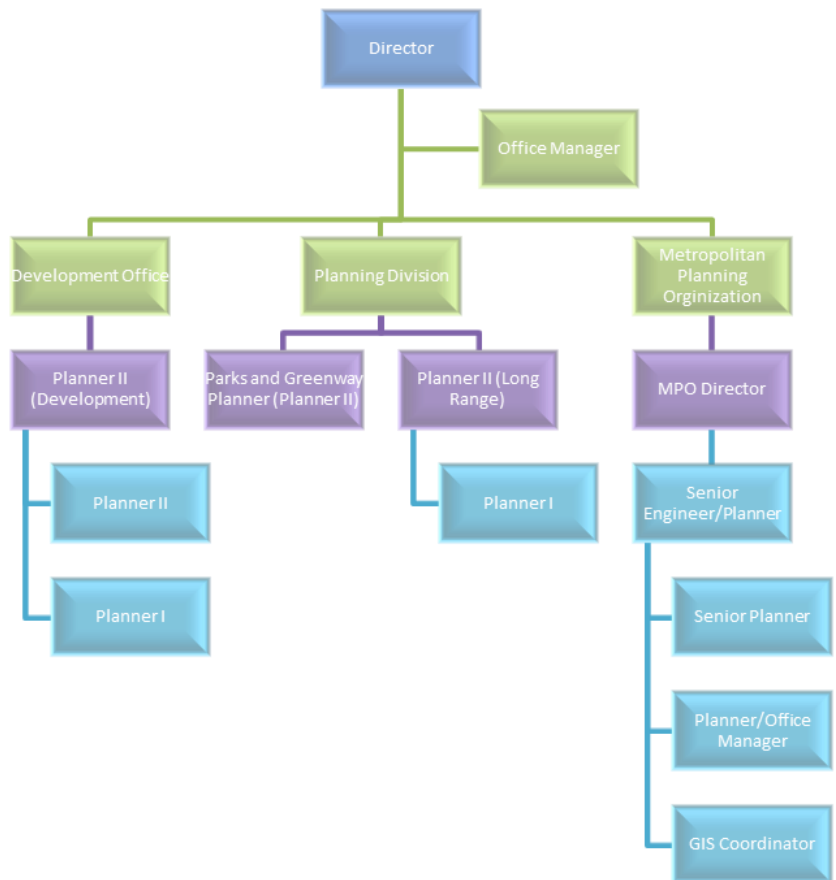 Director
Office Manager
Development Office
Planning Division
Metropolitan
Planning
Orginization
Planner II
(Development)
Parks and Greenway
Planner (Planner II)
Planner II (Long
Range)
MPO Director
Planner II
Planner I
Senior
Engineer/Planner
Planner I
Senior Planner
Planner/Office
Manager
GIS Coordinator